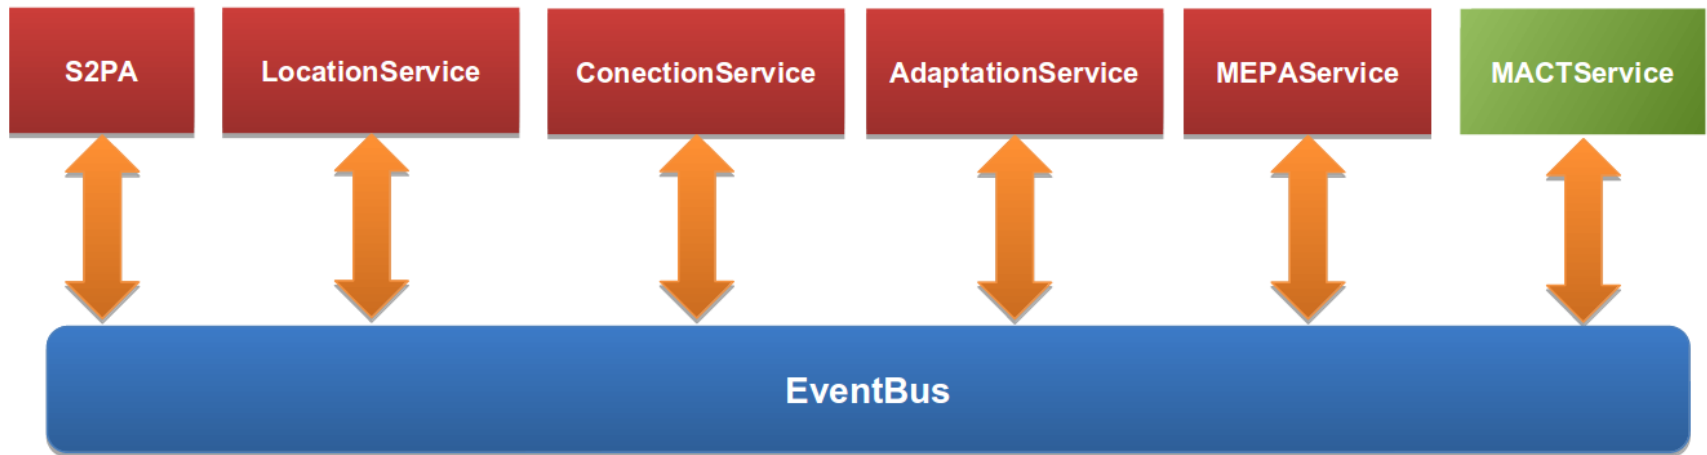 S2PA
LocationService
ConectionService
AdaptationService
MEPAService
MACTService
EventBus